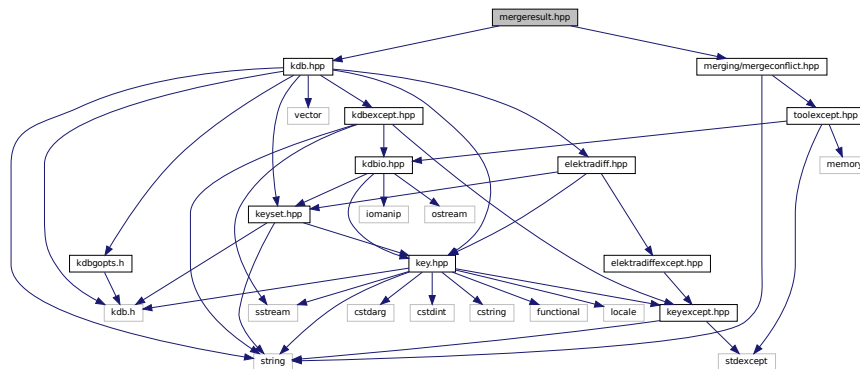 mergeresult.hpp
kdb.hpp
merging/mergeconflict.hpp
vector
kdbexcept.hpp
toolexcept.hpp
kdbio.hpp
elektradiff.hpp
memory
keyset.hpp
iomanip
ostream
kdbgopts.h
key.hpp
elektradiffexcept.hpp
kdb.h
sstream
cstdarg
cstdint
cstring
functional
locale
keyexcept.hpp
string
stdexcept